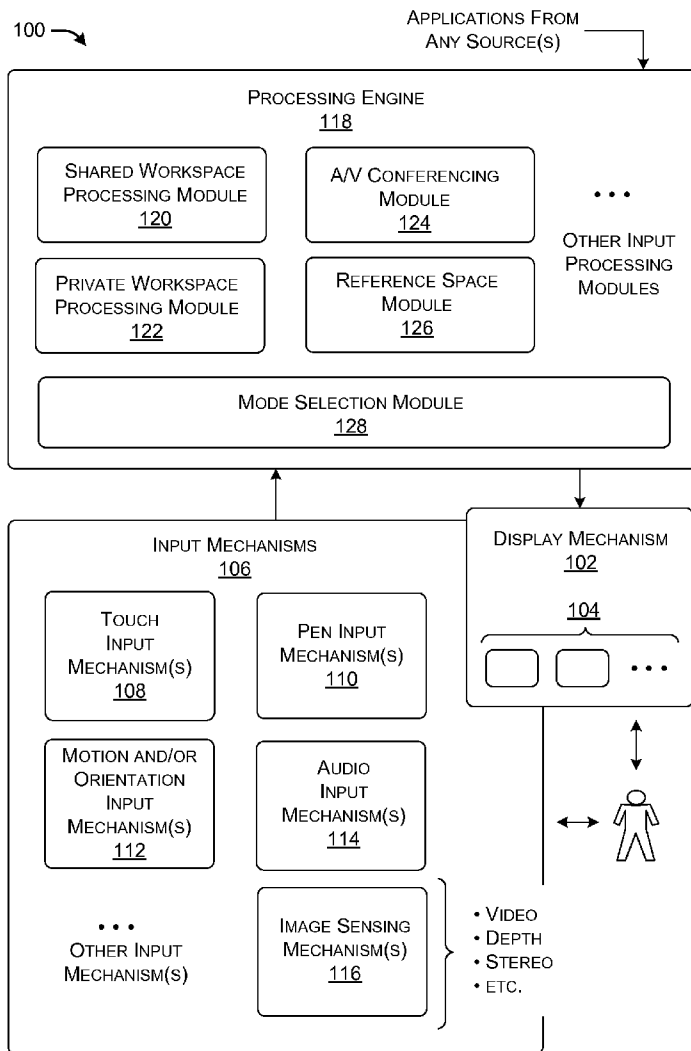 100
APPLICATIONS FROM
ANY SOURCE(S)
PROCESSING ENGINE
118
SHARED WORKSPACE
PROCESSING MODULE
120
A/V CONFERENCING
MODULE
124
• • •
OTHER INPUT
PROCESSING
MODULES
PRIVATE WORKSPACE
PROCESSING MODULE
122
REFERENCE SPACE
MODULE
126
MODE SELECTION MODULE
128
INPUT MECHANISMS
106
TOUCH
INPUT
MECHANISM(S)
108
PEN INPUT
MECHANISM(S)
110
MOTION AND/OR
ORIENTATION
INPUT
MECHANISM(S)
112
AUDIO
INPUT
MECHANISM(S)
114
• • •
OTHER INPUT
MECHANISM(S)
IMAGE SENSING
MECHANISM(S)
116
• VIDEO
• DEPTH
• STEREO
• ETC.
DISPLAY MECHANISM
102
104
• • •